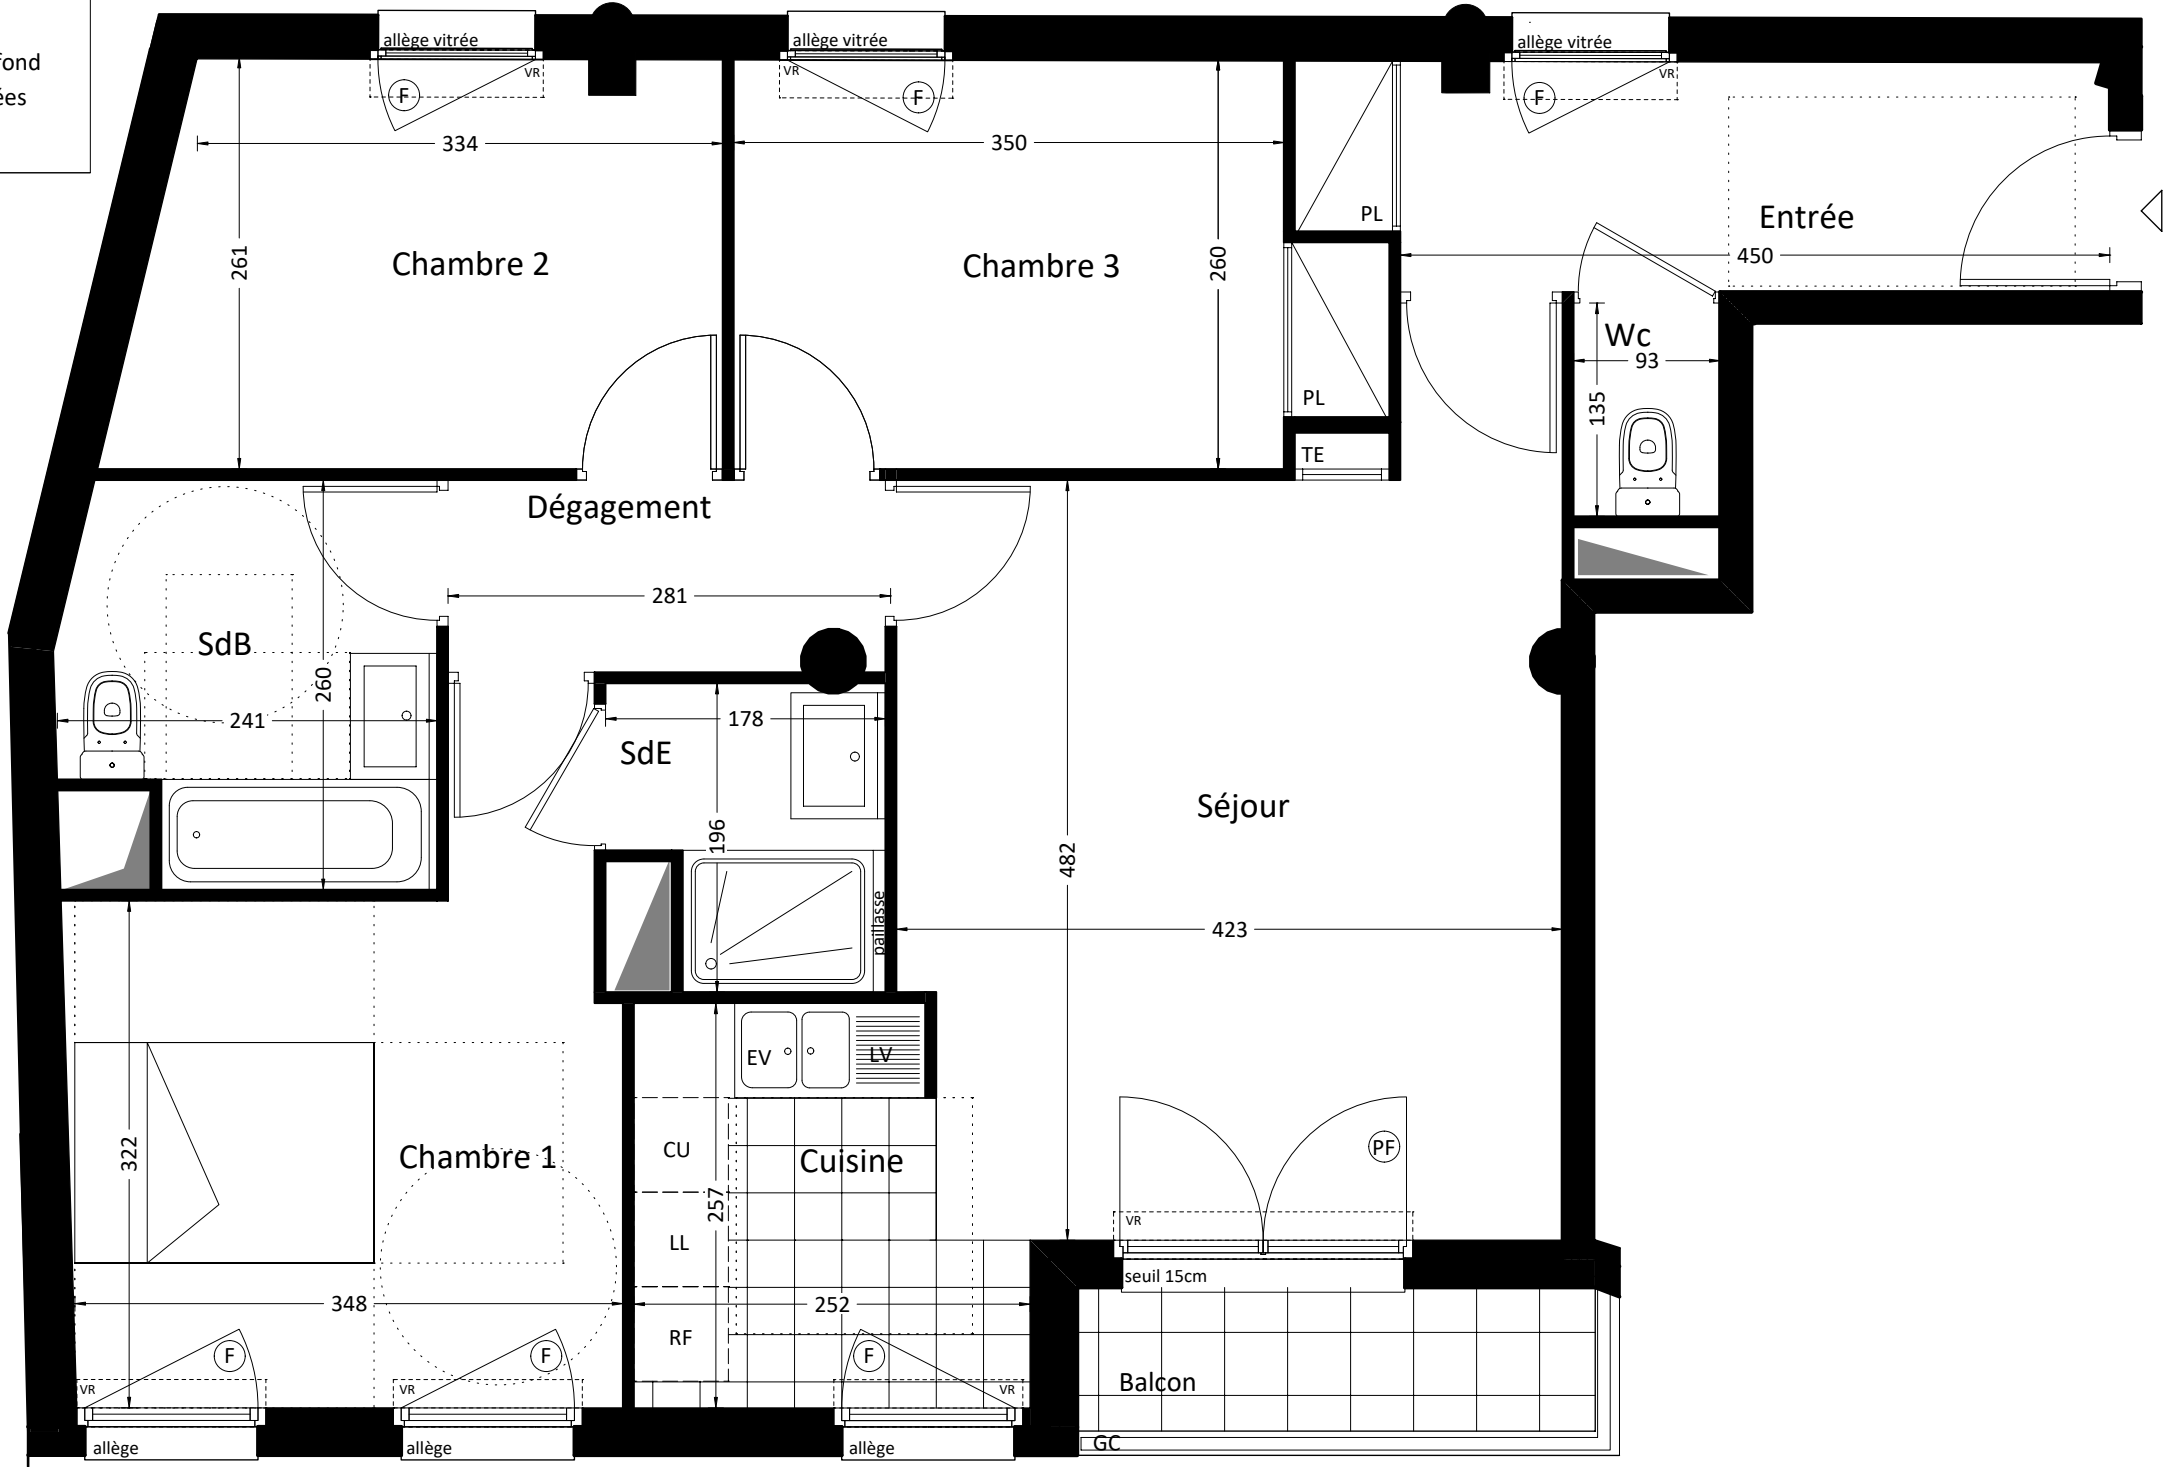 fond
allège vitrée
VR
F
allège vitrée
VR
F
allège vitrée
VR
F
334
350
PL
Entrée
450
261
Chambre 2
Chambre 3
260
Wc
93
135
PL
TE
Dégagement
281
SdB
260
241
178
SdE
196
paillasse
Séjour
482
423
EV
LV
CU
Cuisine
257
LL
252
RF
322
Chambre 1
348
PF
VR
seuil 15cm
F
VR
F
VR
F
VR
Balcon
GC
allège
allège
allège